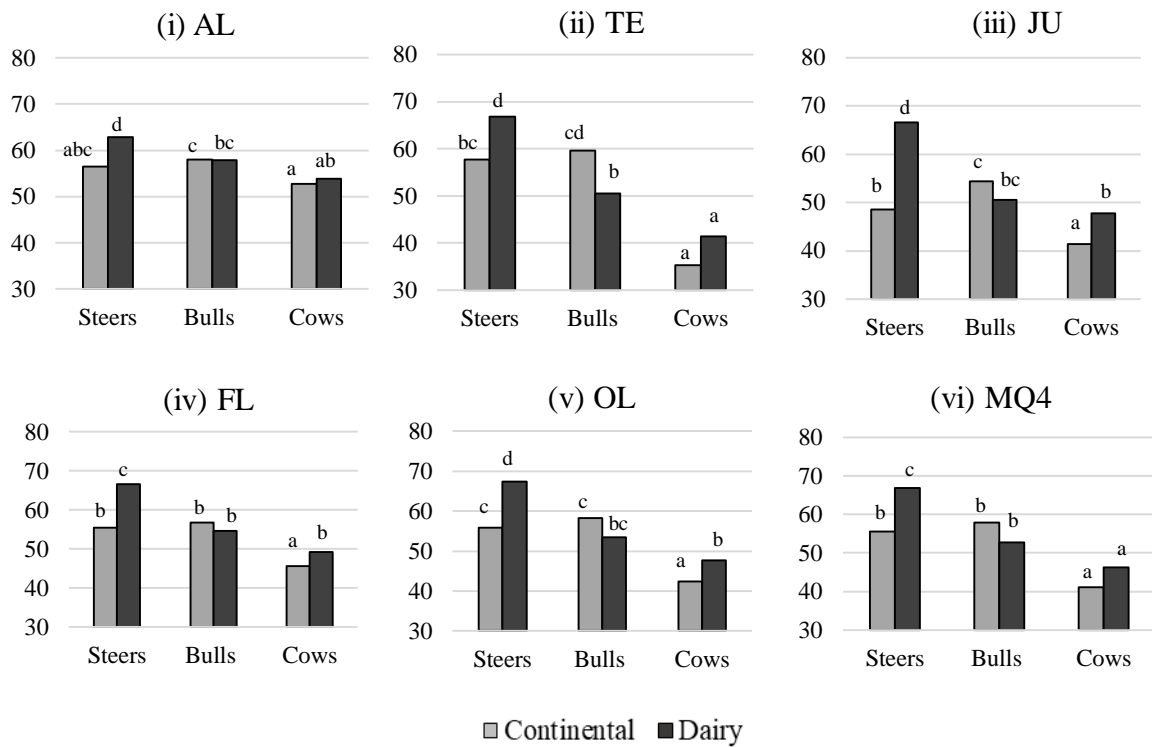 (i) AL
80
70
60
50
40
30
abc
d
c
bc
a
ab
Steers Bulls Cows
(ii) TE
80
70
60
50
40
30
bc
d
cd
b
a
a
Steers Bulls Cows
(iii) JU
80
70
60
50
40
30
b
d
c
bc
a
b
Steers Bulls Cows
(iv) FL
80
70
60
50
40
30
b
c
b
b
a
b
Steers Bulls Cows
(v) OL
80
70
60
50
40
30
c
d
c
bc
a
b
Steers Bulls Cows
(vi) MQ4
80
70
60
50
40
30
b
c
b
b
a
a
Steers Bulls Cows
Continental Dairy